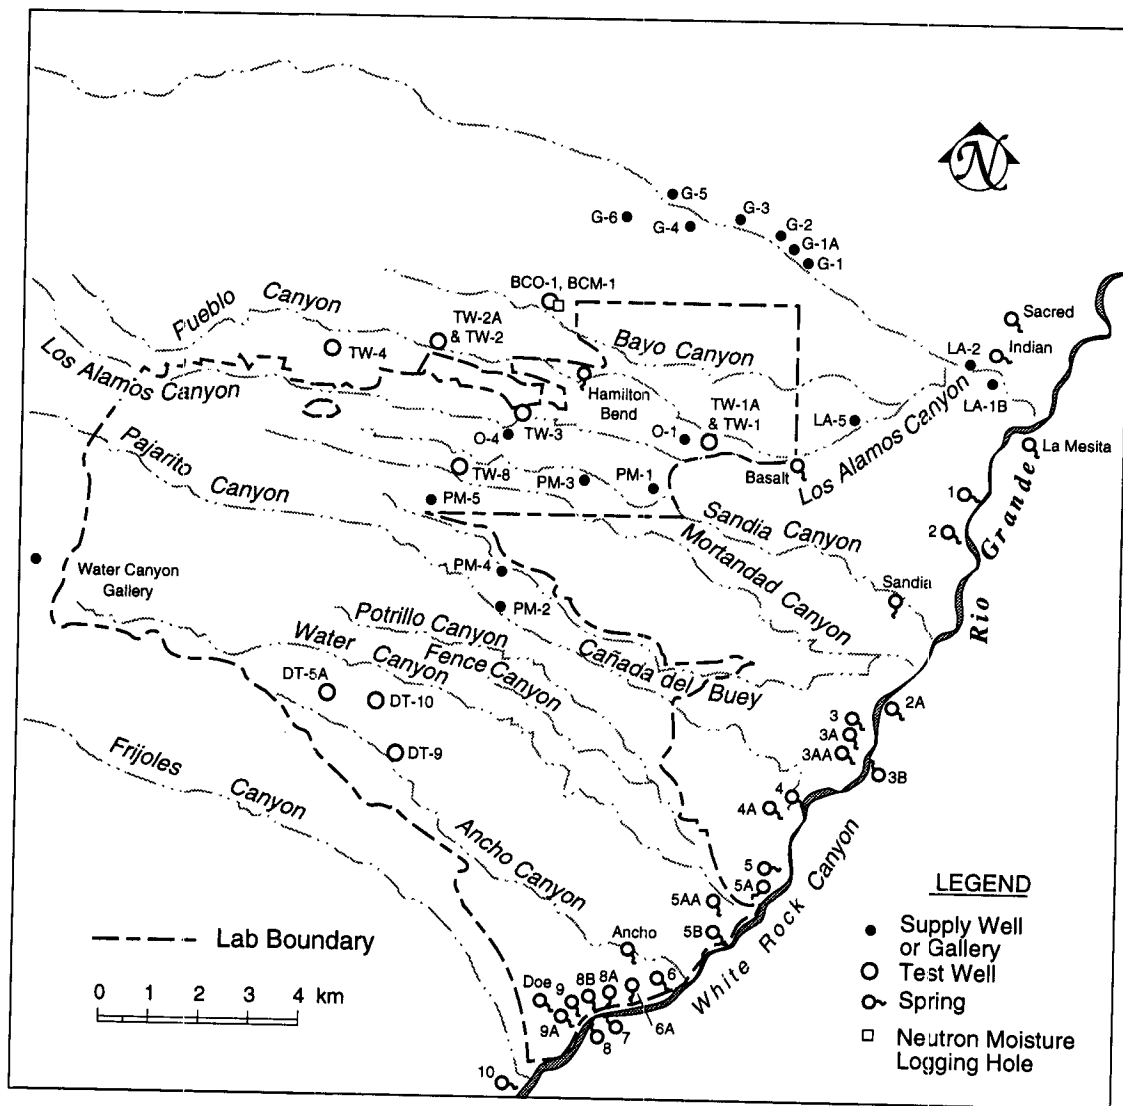 N
G-5
G-3
G-6
G-4
G-2
G-1A
G-1
BCO-1, BCM-1
Pueblo Canyon
TW-2A
& TW-2
TW-4
Sacred
Indian
LA-2
Bayo Canyon
Los Alamos Canyon
Hamilton
Bend
LA-1B
TW-1A
& TW-1
LA-5
Los Alamos Canyon
TW-3
O-4
O-1
La Mesita
Pajarito Canyon
TW-8
PM-3
PM-1
Basalt
PM-5
1
2
Sandia Canyon
Mortandad Canyon
Rio Grande
Water Canyon
Gallery
PM-4
PM-2
Sandia
Potrillo Canyon
Water Canyon
Fence Canyon
Cañada del Buey
DT-5A
DT-10
DT-9
3
2A
3A
3AA
3B
4
4A
Frijoles Canyon
Ancho Canyon
5
5A
5AA
5B
White Rock Canyon
Ancho
6
Doe
9
8B
8A
9A
6A
7
8
10
Lab Boundary
0 1 2 3 4 km
LEGEND
Supply Well
or Gallery
Test Well
Spring
Neutron Moisture
Logging Hole